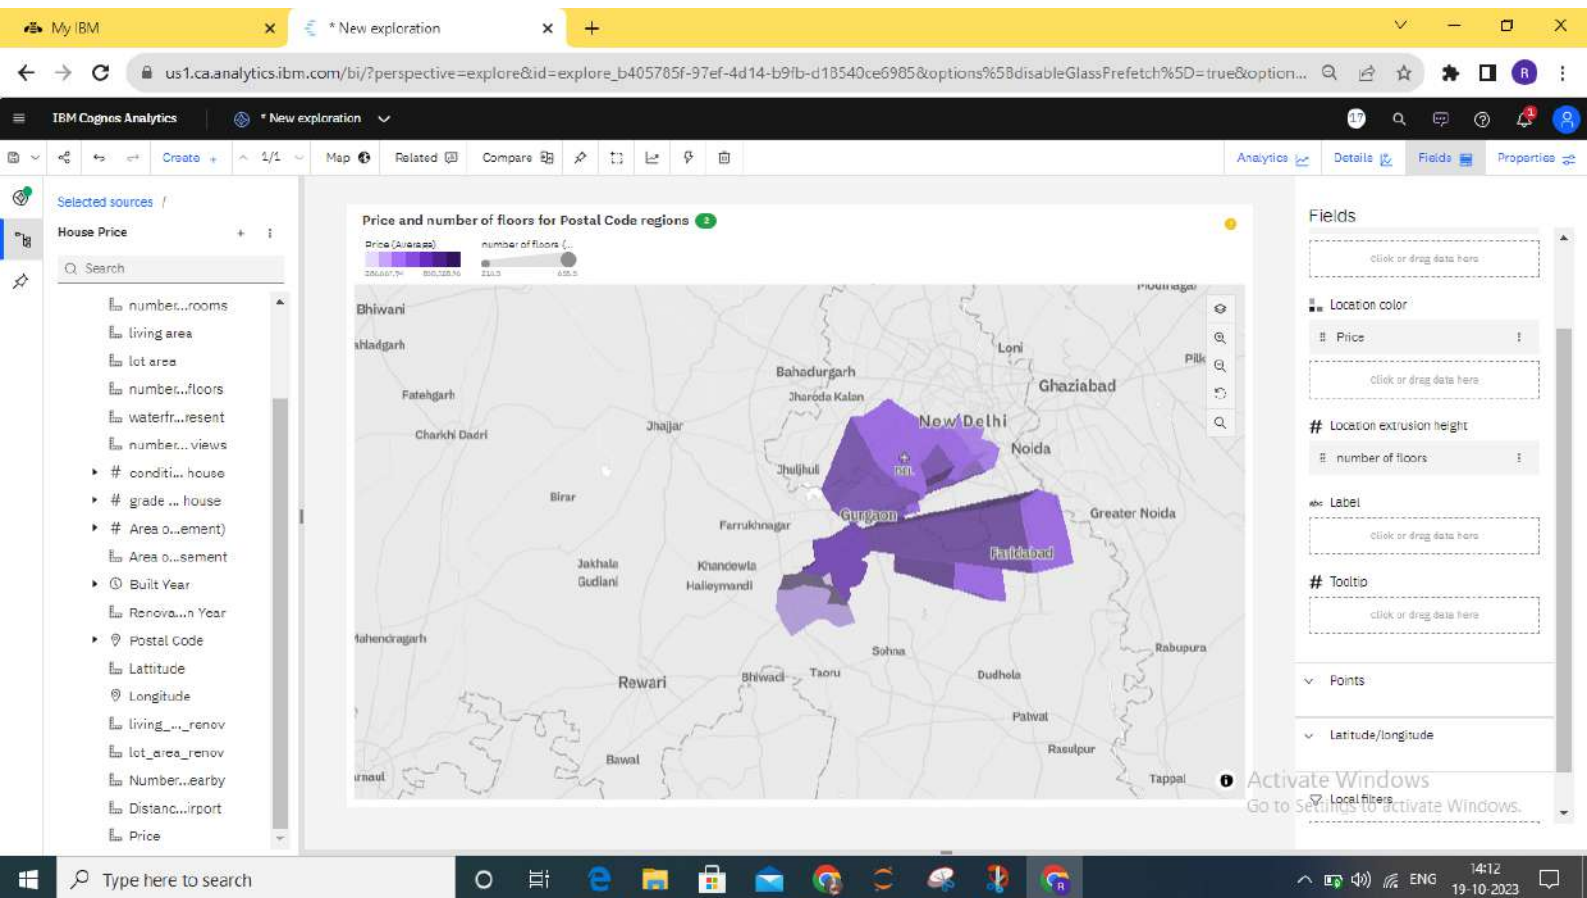 My IBM
* New exploration
us1.ca.analytics.ibm.com/bi/?perspective=explore&id=explore_b405785f-97ef-4d14-b9fb-d18540ce6985&options%5BdisableGlassPrefetch%5D=true&option...
R
IBM Cognos Analytics
* New exploration
17
1
Create +
1/1
Map
Related
Compare
Analytics
Details
Fields
Properties
Selected sources /
House Price
Search
number...rooms
living area
lot area
number...floors
waterfr...resent
number... views
# conditi... house
# grade ... house
# Area o...ement)
Area o...sement
Built Year
Renova...n Year
Postal Code
Lattitude
Longitude
living_..._renov
lot_area_renov
Number...earby
Distanc...irport
Price
Price and number of floors for Postal Code regions 2
Price (Average)
number of floors (...
Bhiwani
Loni
Bahadurgarh
Pilk
Ghaziabad
Fatehgarh
Jharoda Kalan
New Delhi
Jhajjar
Charkhi Dadri
Noida
Jhuljhuli
DEL
Birar
Gurgaon
Greater Noida
Farrukhnagar
Faridabad
Jakhala
Gudiani
Khandewla
Haileymandi
Mahendragarh
Sohna
Rabupura
Rewari
Bhiwadi
Taoru
Dudhola
Palwal
Rasulpur
Bawal
arnaul
Tappal
Fields
Click or drag data here
Location color
Price
Click or drag data here
# Location extrusion height
number of floors
abc Label
Click or drag data here
# Tooltip
Click or drag data here
Points
Latitude/longitude
Local filters
Activate Windows
Go to Settings to activate Windows.
Type here to search
R
ENG
14:12
19-10-2023